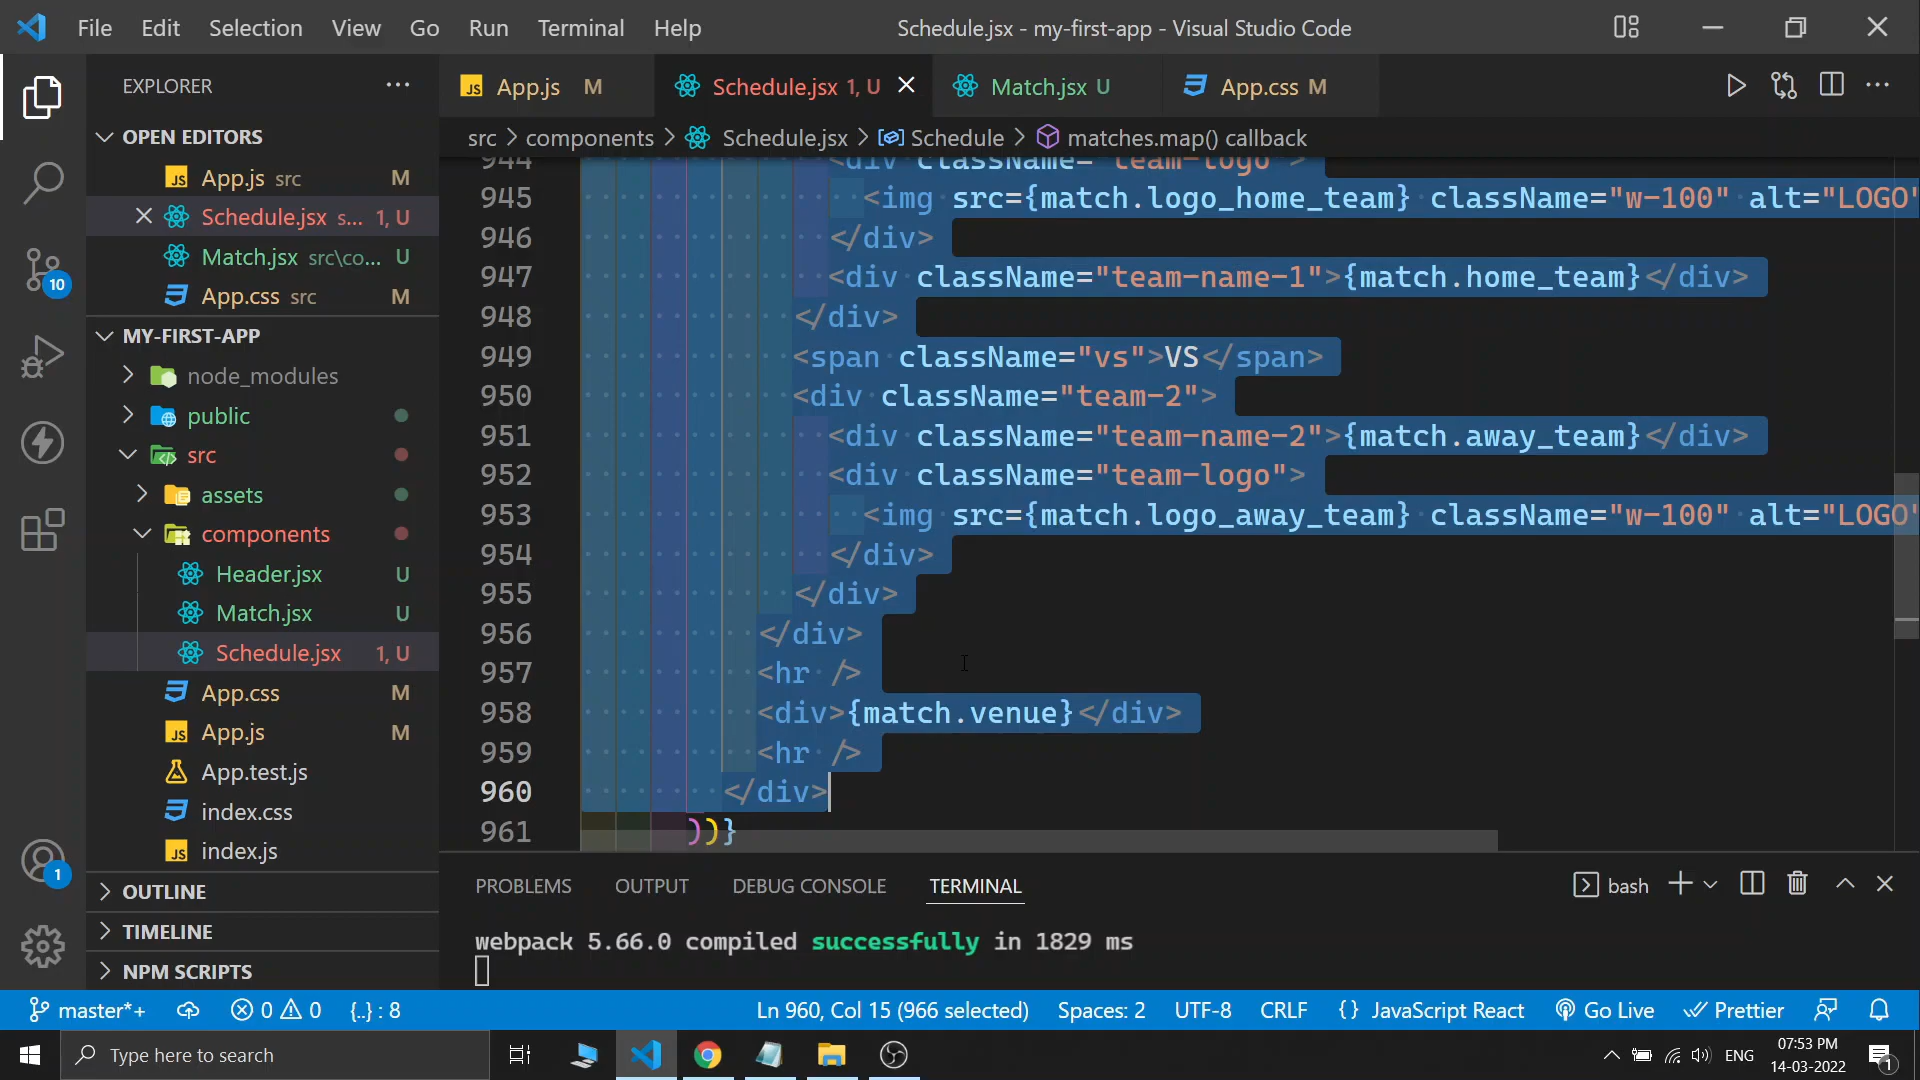 File Edit Selection View Go Run Terminal Help
Schedule.jsx - my-first-app - Visual Studio Code
EXPLORER
OPEN EDITORS
App.js src M
Schedule.jsx s... 1, U
Match.jsx src\co... U
App.css src M
MY-FIRST-APP
node_modules
public
src
assets
components
Header.jsx U
Match.jsx U
Schedule.jsx 1, U
App.css M
App.js M
App.test.js
index.css
index.js
OUTLINE
TIMELINE
NPM SCRIPTS
10
1
App.js M
Schedule.jsx 1, U
Match.jsx U
App.css M
src > components > Schedule.jsx > Schedule > matches.map() callback
944 <div className="team-logo">
945 <img src={match.logo_home_team} className="w-100" alt="LOGO"
946 </div>
947 <div className="team-name-1">{match.home_team}</div>
948 </div>
949 <span className="vs">VS</span>
950 <div className="team-2">
951 <div className="team-name-2">{match.away_team}</div>
952 <div className="team-logo">
953 <img src={match.logo_away_team} className="w-100" alt="LOGO"
954 </div>
955 </div>
956 </div>
957 <hr />
958 <div>{match.venue}</div>
959 <hr />
960 </div>
961 ))}
PROBLEMS OUTPUT DEBUG CONSOLE TERMINAL
bash
webpack 5.66.0 compiled successfully in 1829 ms
master*+ 0 0 {..} : 8
Ln 960, Col 15 (966 selected) Spaces: 2 UTF-8 CRLF {} JavaScript React Go Live Prettier
Type here to search
ENG
07:53 PM
14-03-2022
1